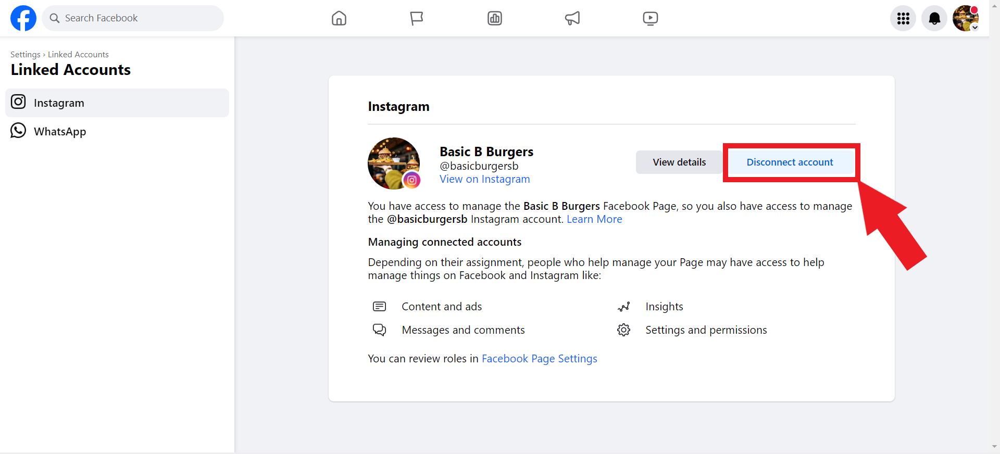 Search Facebook
Settings › Linked Accounts
Linked Accounts
Instagram
WhatsApp
Instagram
Basic B Burgers
@basicburgersb
View on Instagram
View details
Disconnect account
You have access to manage the Basic B Burgers Facebook Page, so you also have access to manage
the @basicburgersb Instagram account. Learn More
Managing connected accounts
Depending on their assignment, people who help manage your Page may have access to help
manage things on Facebook and Instagram like:
Content and ads
Insights
Messages and comments
Settings and permissions
You can review roles in Facebook Page Settings